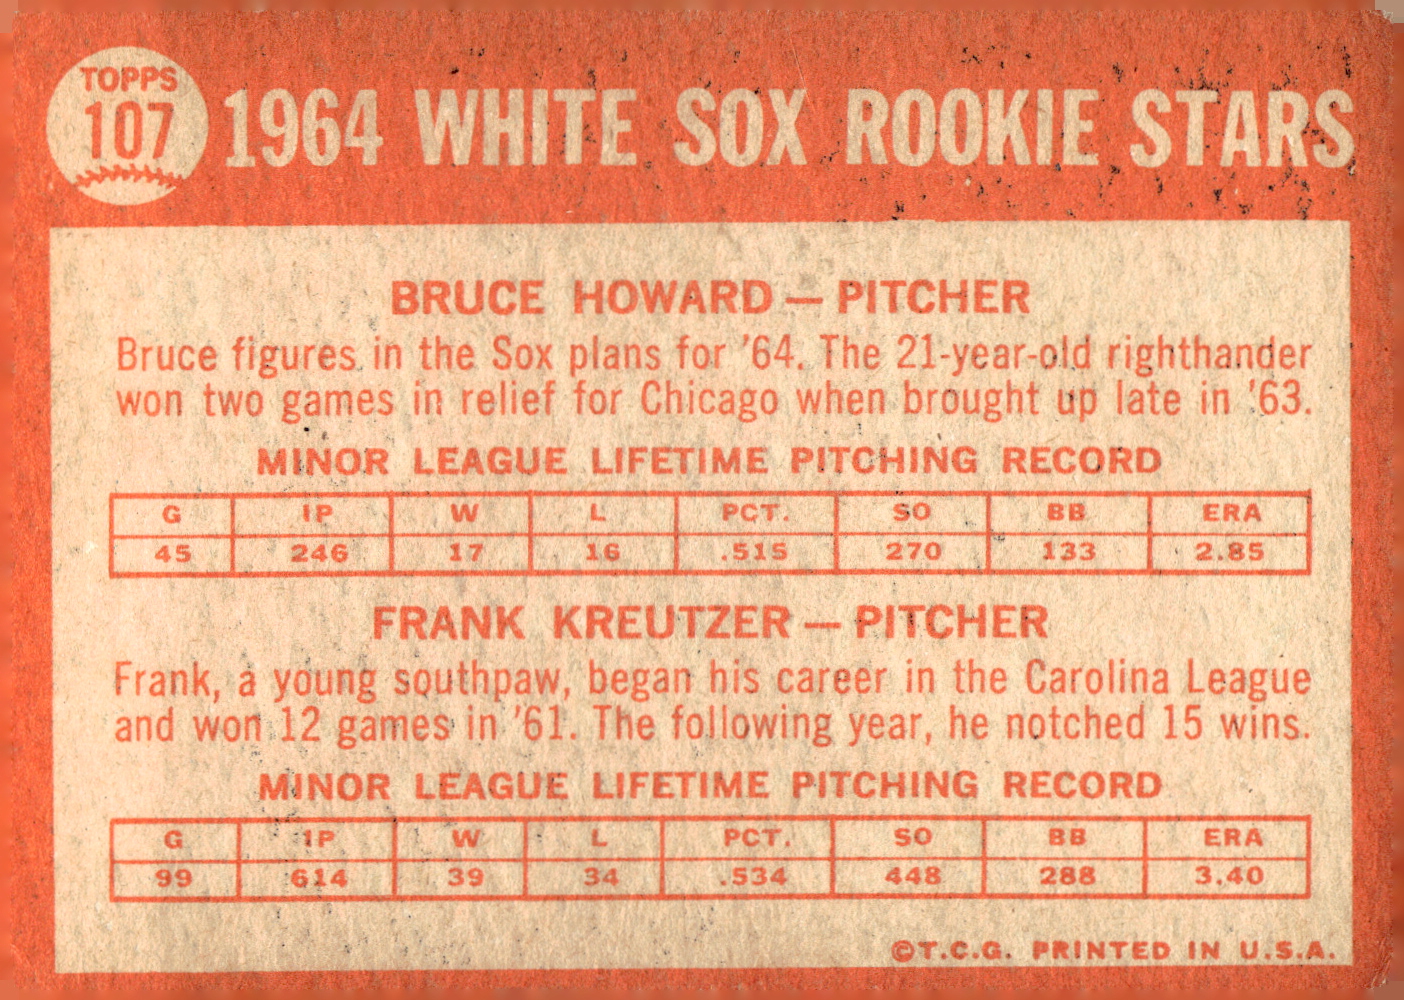 TOPPS
107
1964 WHITE SOX ROOKIE STARS
BRUCE HOWARD — PITCHER
Bruce figures in the Sox plans for '64. The 21-year-old righthander
won two games in relief for Chicago when brought up late in '63.
MINOR LEAGUE LIFETIME PITCHING RECORD
G IP W L PCT. SO BB ERA
45 246 17 16 .515 270 133 2.85
FRANK KREUTZER — PITCHER
Frank, a young southpaw, began his career in the Carolina League
and won 12 games in '61. The following year, he notched 15 wins.
MINOR LEAGUE LIFETIME PITCHING RECORD
G IP W L PCT. SO BB ERA
99 614 39 34 .534 448 288 3.40
©T.C.G. PRINTED IN U.S.A.